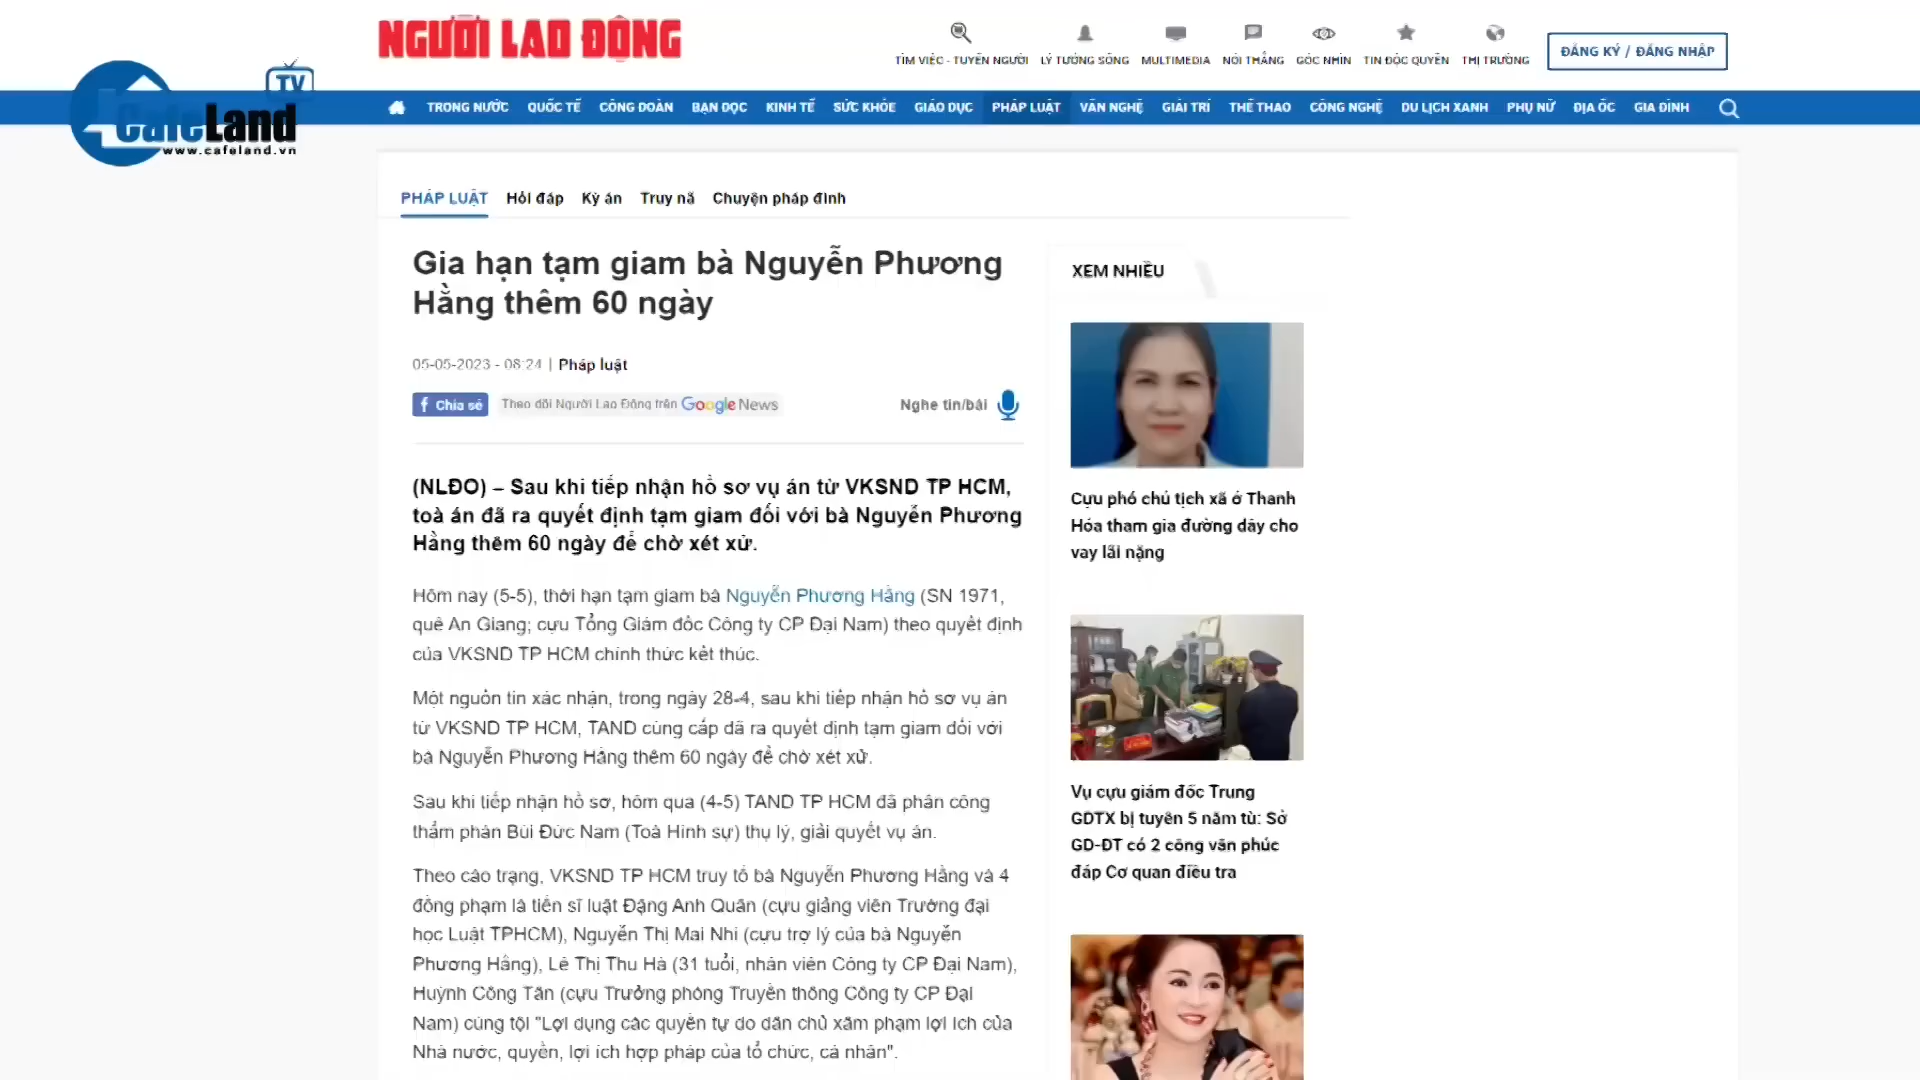 NGƯỜI LAO ĐỘNG
TÌM VIỆC - TUYỂN NGƯỜI LÝ TƯỞNG SỐNG MULTIMEDIA NÓI THẲNG GÓC NHÌN TIN ĐỘC QUYỀN THỊ TRƯỜNG
ĐĂNG KÝ / ĐĂNG NHẬP
TV
CafeLand
www.cafeland.vn
TRONG NƯỚC QUỐC TẾ CÔNG ĐOÀN BẠN ĐỌC KINH TẾ SỨC KHỎE GIÁO DỤC PHÁP LUẬT VĂN NGHỆ GIẢI TRÍ THỂ THAO CÔNG NGHỆ DU LỊCH XANH PHỤ NỮ ĐỊA ỐC GIA ĐÌNH
PHÁP LUẬT Hỏi đáp Kỳ án Truy nã Chuyện pháp đình
Gia hạn tạm giam bà Nguyễn Phương
Hằng thêm 60 ngày
05-05-2023 - 08:24 | Pháp luật
Chia sẻ Theo dõi Người Lao Động trên Google News
Nghe tin/bài
(NLĐO) – Sau khi tiếp nhận hồ sơ vụ án từ VKSND TP HCM,
toà án đã ra quyết định tạm giam đối với bà Nguyễn Phương
Hằng thêm 60 ngày để chờ xét xử.
Hôm nay (5-5), thời hạn tạm giam bà Nguyễn Phương Hằng (SN 1971,
quê An Giang; cựu Tổng Giám đốc Công ty CP Đại Nam) theo quyết định
của VKSND TP HCM chính thức kết thúc.
Một nguồn tin xác nhận, trong ngày 28-4, sau khi tiếp nhận hồ sơ vụ án
từ VKSND TP HCM, TAND cùng cấp đã ra quyết định tạm giam đối với
bà Nguyễn Phương Hằng thêm 60 ngày để chờ xét xử.
Sau khi tiếp nhận hồ sơ, hôm qua (4-5) TAND TP HCM đã phân công
thẩm phán Bùi Đức Nam (Toà Hình sự) thụ lý, giải quyết vụ án.
Theo cáo trạng, VKSND TP HCM truy tố bà Nguyễn Phương Hằng và 4
đồng phạm là tiến sĩ luật Đặng Anh Quân (cựu giảng viên Trường đại
học Luật TPHCM), Nguyễn Thị Mai Nhi (cựu trợ lý của bà Nguyễn
Phương Hằng), Lê Thị Thu Hà (31 tuổi, nhân viên Công ty CP Đại Nam),
Huỳnh Công Tân (cựu Trưởng phòng Truyền thông Công ty CP Đại
Nam) cùng tội "Lợi dụng các quyền tự do dân chủ xâm phạm lợi ích của
Nhà nước, quyền, lợi ích hợp pháp của tổ chức, cá nhân".
XEM NHIỀU
Cựu phó chủ tịch xã ở Thanh
Hóa tham gia đường dây cho
vay lãi nặng
Vụ cựu giám đốc Trung
GDTX bị tuyên 5 năm tù: Sở
GD-ĐT có 2 công văn phúc
đáp Cơ quan điều tra